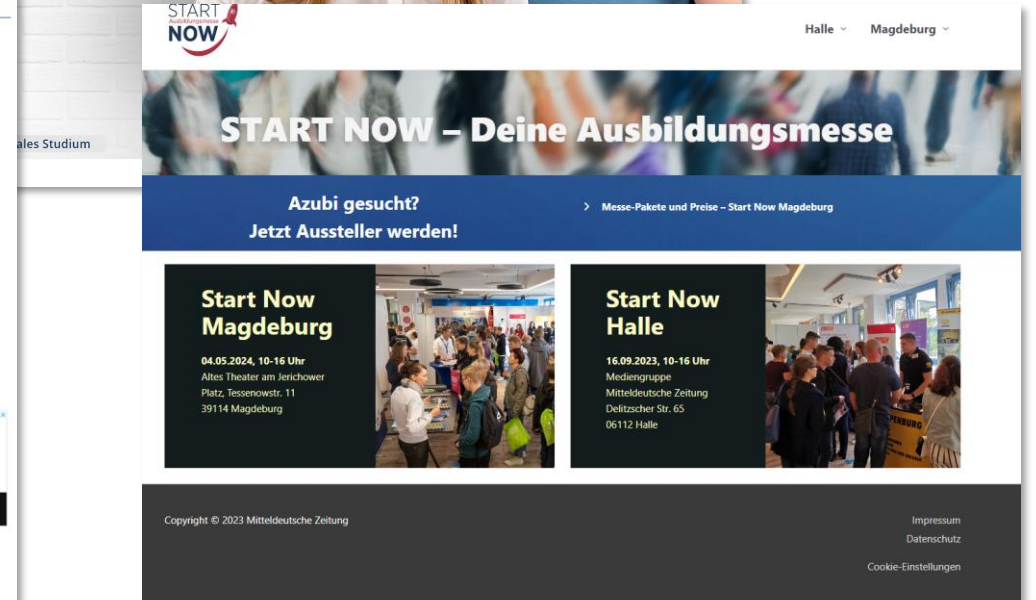 START
Ausbildungsmesse
NOW
Halle
Magdeburg
START NOW – Deine Ausbildungsmesse
ales Studium
Azubi gesucht?
Jetzt Aussteller werden!
Messe-Pakete und Preise – Start Now Magdeburg
Start Now
Magdeburg
04.05.2024, 10-16 Uhr
Altes Theater am Jerichower
Platz, Tessenowstr. 11
39114 Magdeburg
Start Now
Halle
16.09.2023, 10-16 Uhr
Mediengruppe
Mitteldeutsche Zeitung
Delitzscher Str. 65
06112 Halle
Copyright © 2023 Mitteldeutsche Zeitung
Impressum
Datenschutz
Cookie-Einstellungen